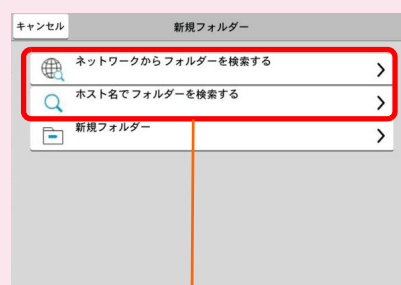 キャンセル
新規フォルダー
ネットワークからフォルダーを検索する
ホスト名でフォルダーを検索する
新規フォルダー